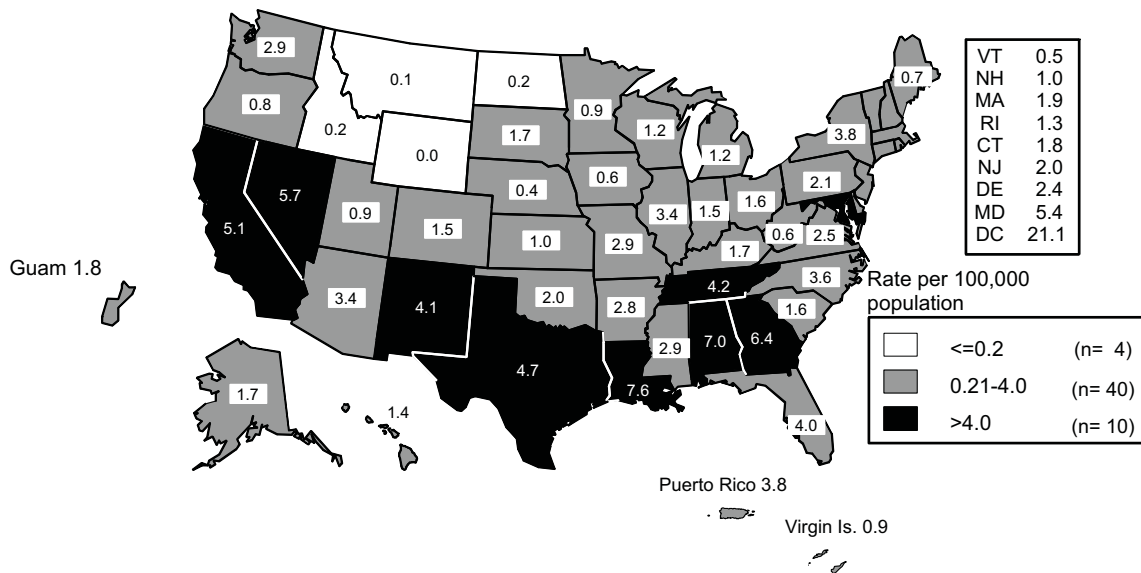 2.9
0.1
0.2
0.9
0.7
0.8
0.2
0.0
1.7
1.2
1.2
3.8
5.7
5.1
0.9
1.5
0.4
0.6
3.4
1.5
1.6
2.1
1.0
2.9
1.7
0.6
2.5
3.4
4.1
2.0
2.8
4.2
3.6
1.6
4.7
7.6
2.9
7.0
6.4
4.0
Guam 1.8
1.7
1.4
Puerto Rico 3.8
Virgin Is. 0.9
VT 0.5
NH 1.0
MA 1.9
RI 1.3
CT 1.8
NJ 2.0
DE 2.4
MD 5.4
DC 21.1
Rate per 100,000
population
<=0.2 (n= 4)
0.21-4.0 (n= 40)
>4.0 (n= 10)